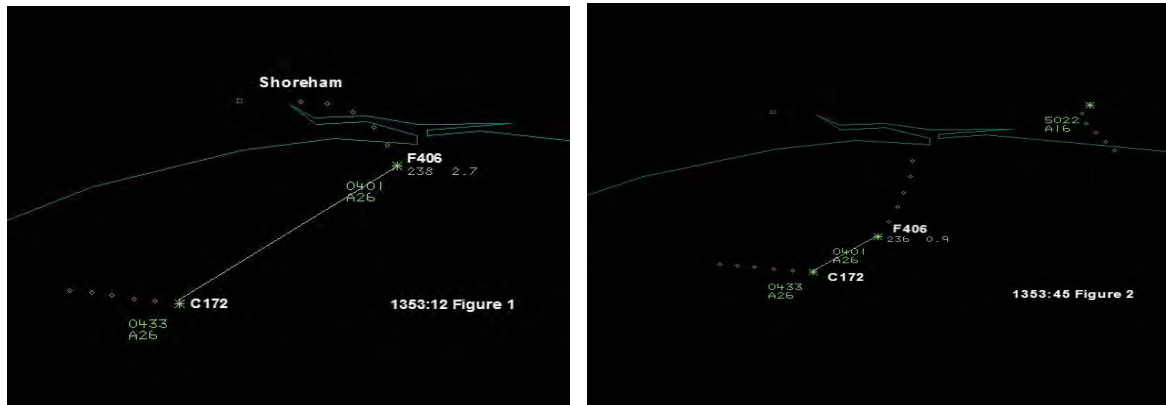 Shoreham
F406
238 2.7
0401
A26
C172
0433
A26
1353:12 Figure 1
5022
A16
F406
236 0.9
0401
A26
C172
0433
A26
1353:45 Figure 2